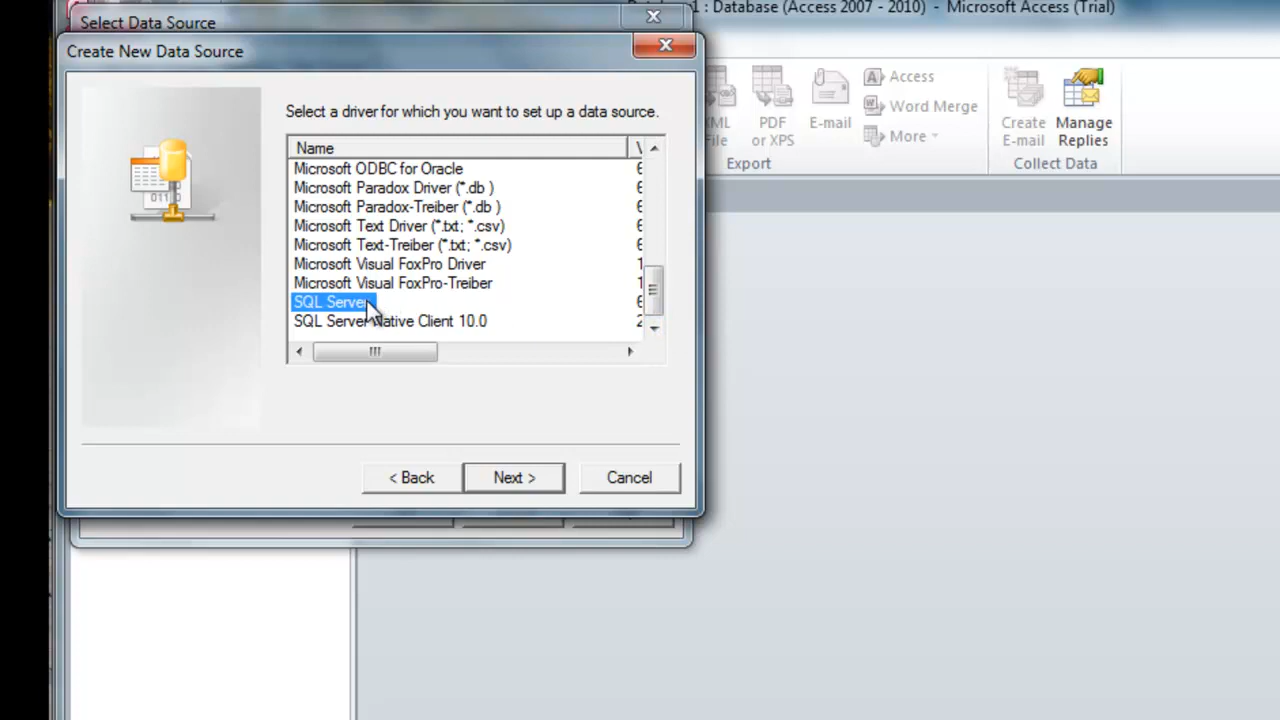 1 : Database (Access 2007 - 2010) - Microsoft Access (Trial)
Select Data Source
Create New Data Source
Select a driver for which you want to set up a data source.
Name
Microsoft ODBC for Oracle
Microsoft Paradox Driver (*.db )
Microsoft Paradox-Treiber (*.db )
Microsoft Text Driver (*.txt; *.csv)
Microsoft Text-Treiber (*.txt; *.csv)
Microsoft Visual FoxPro Driver
Microsoft Visual FoxPro-Treiber
SQL Server
SQL Server Native Client 10.0
< Back
Next >
Cancel
XML
File
PDF
or XPS
E-mail
Access
Word Merge
More
Export
Create
E-mail
Manage
Replies
Collect Data